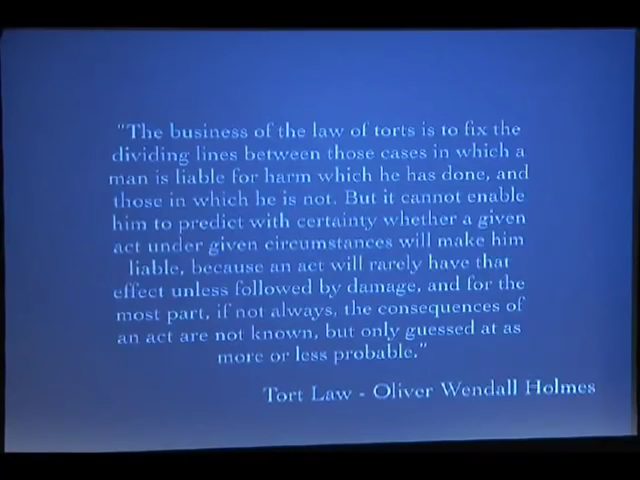 "The business of the law of torts is to fix the
dividing lines between those cases in which a
man is liable for harm which he has done, and
those in which he is not. But it cannot enable
him to predict with certainty whether a given
act under given circumstances will make him
liable, because an act will rarely have that
effect unless followed by damage, and for the
most part, if not always, the consequences of
an act are not known, but only guessed at as
more or less probable."
Tort Law - Oliver Wendall Holmes